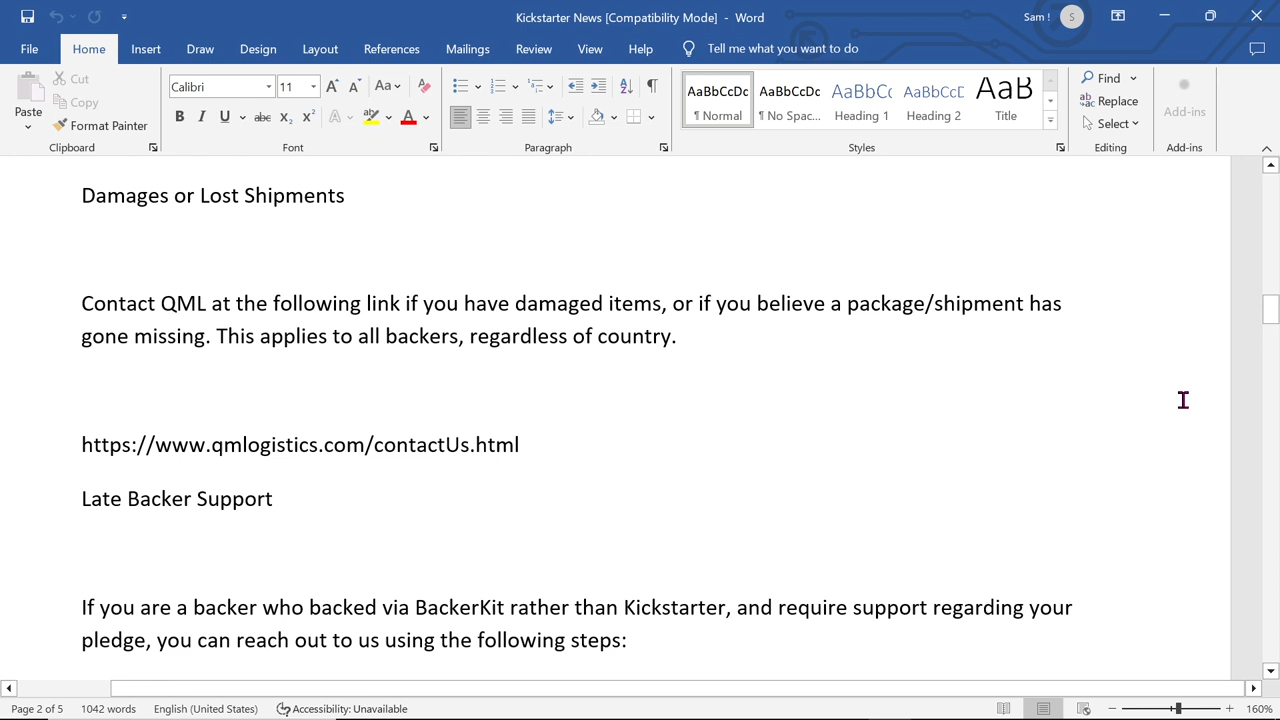 Kickstarter News [Compatibility Mode] - Word
Sam !
S
File Home Insert Draw Design Layout References Mailings Review View Help Tell me what you want to do
Paste
Cut
Copy
Format Painter
Clipboard
Calibri 11
Aa
B I U abc x₂ x² A A
Font
Paragraph
AaBbCcDc
¶ Normal
AaBbCcDc
¶ No Spac...
AaBbCc
Heading 1
AaBbCcD
Heading 2
AaB
Title
Styles
Find
Replace
Select
Editing
Add-ins
Add-ins
Damages or Lost Shipments
Contact QML at the following link if you have damaged items, or if you believe a package/shipment has
gone missing. This applies to all backers, regardless of country.
https://www.qmlogistics.com/contactUs.html
Late Backer Support
If you are a backer who backed via BackerKit rather than Kickstarter, and require support regarding your
pledge, you can reach out to us using the following steps:
Page 2 of 5 1042 words English (United States) Accessibility: Unavailable 160%